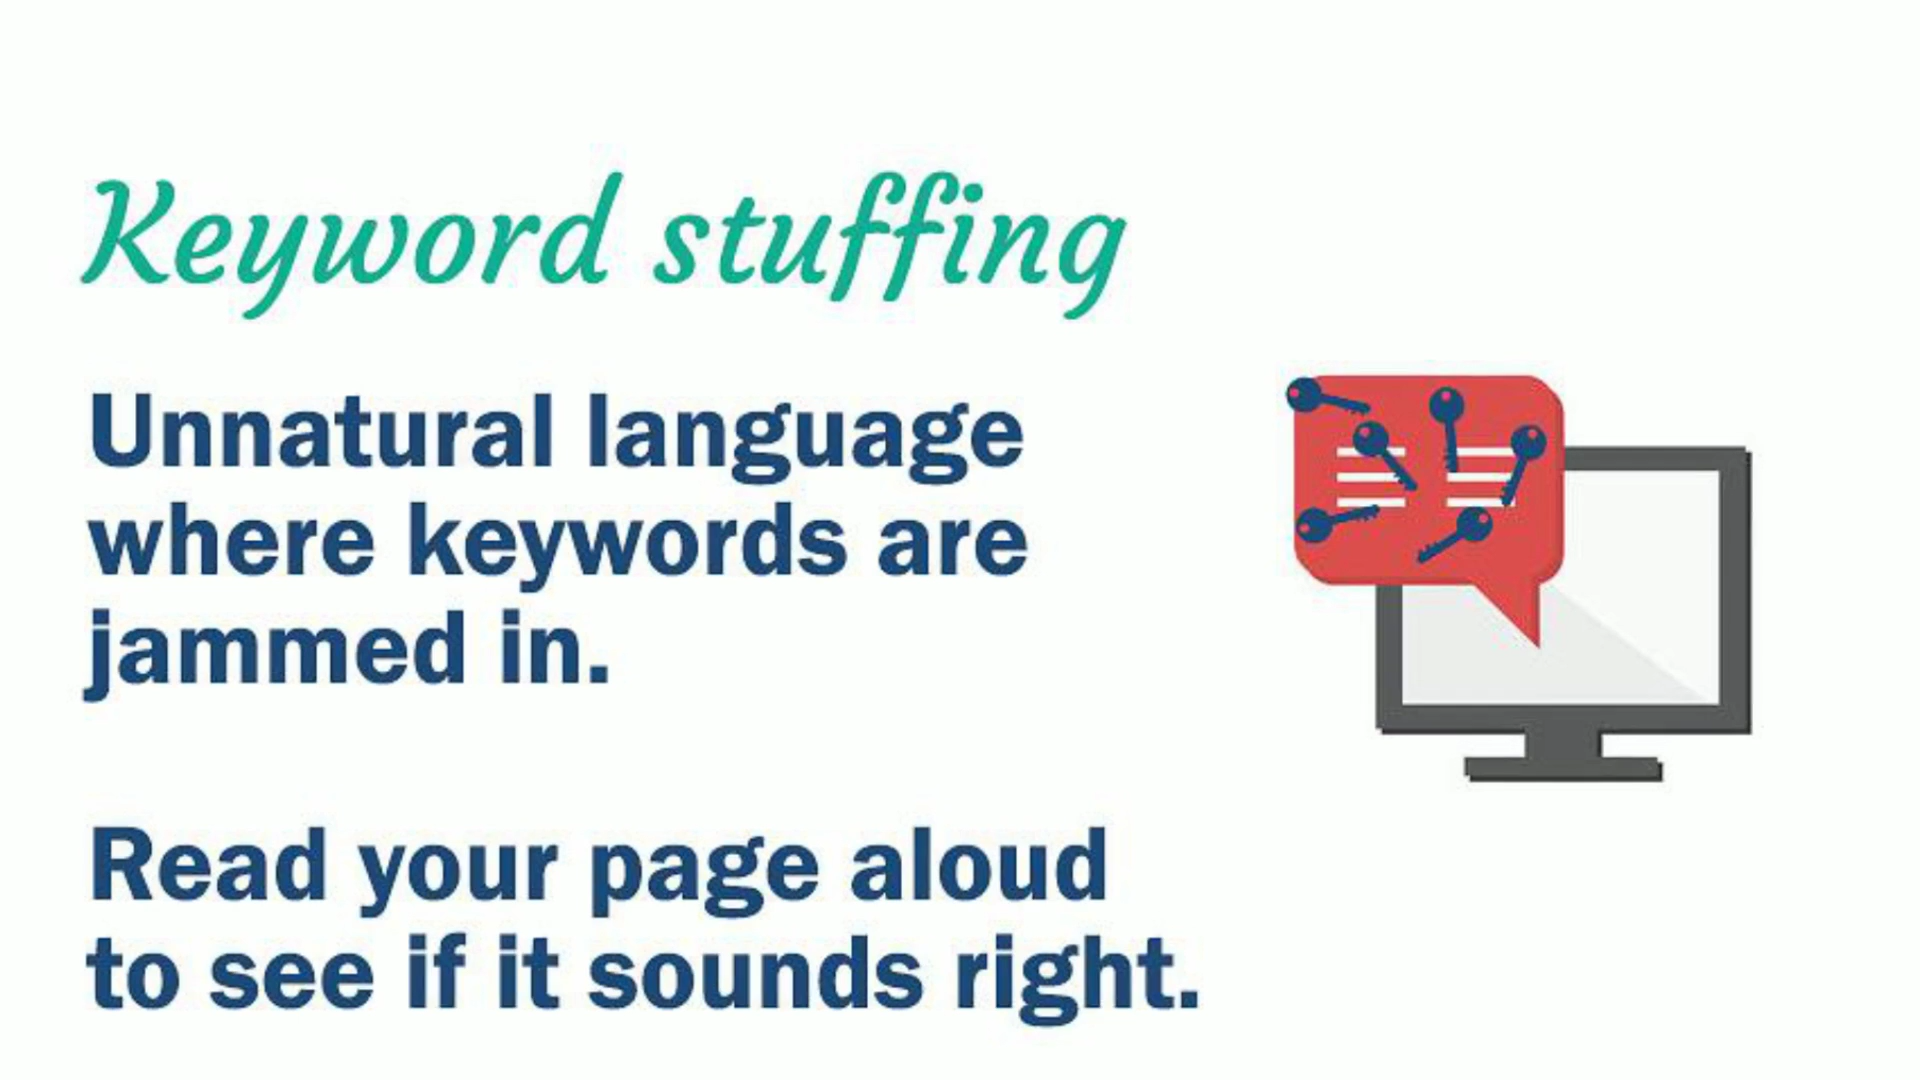 Keyword stuffing
Unnatural language
where keywords are
jammed in.
Read your page aloud
to see if it sounds right.